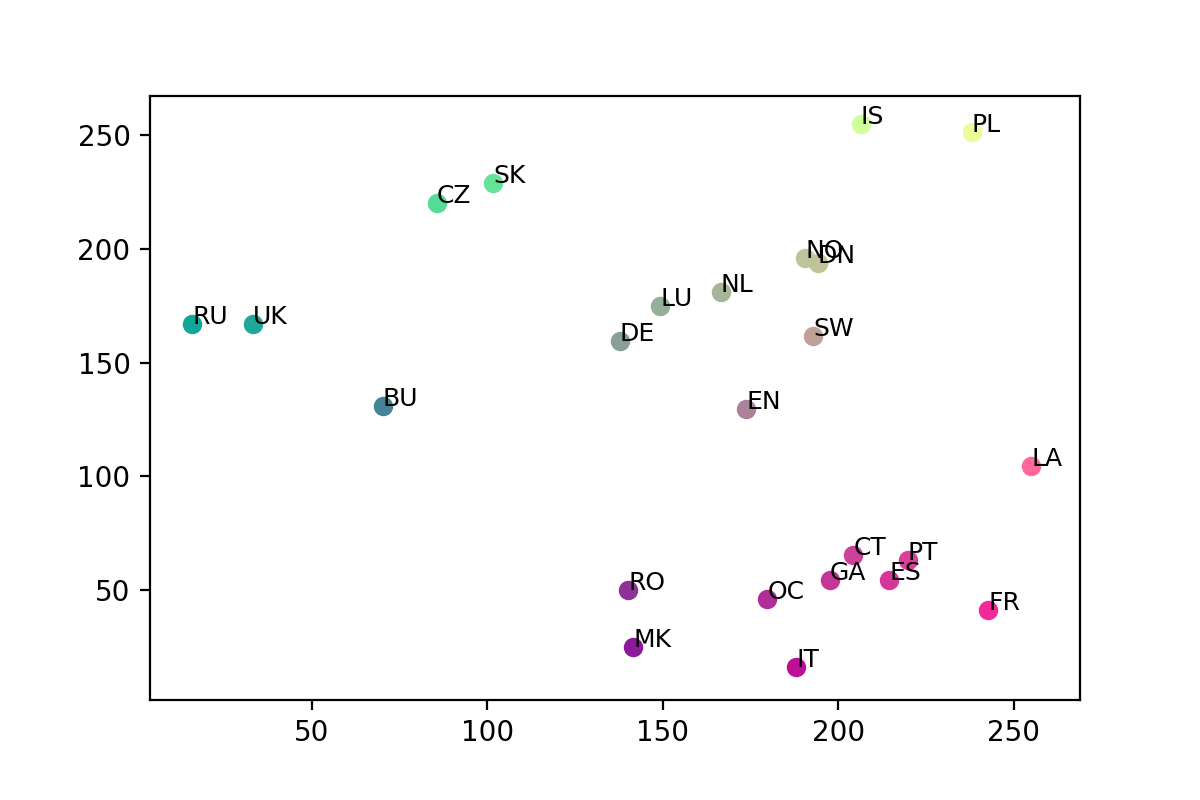 250
200
150
100
50
IS
PL
SK
CZ
NO
DN
NL
LU
RU
UK
DE
SW
BU
EN
LA
CT
PT
GA
ES
RO
OC
FR
MK
IT
50 100 150 200 250